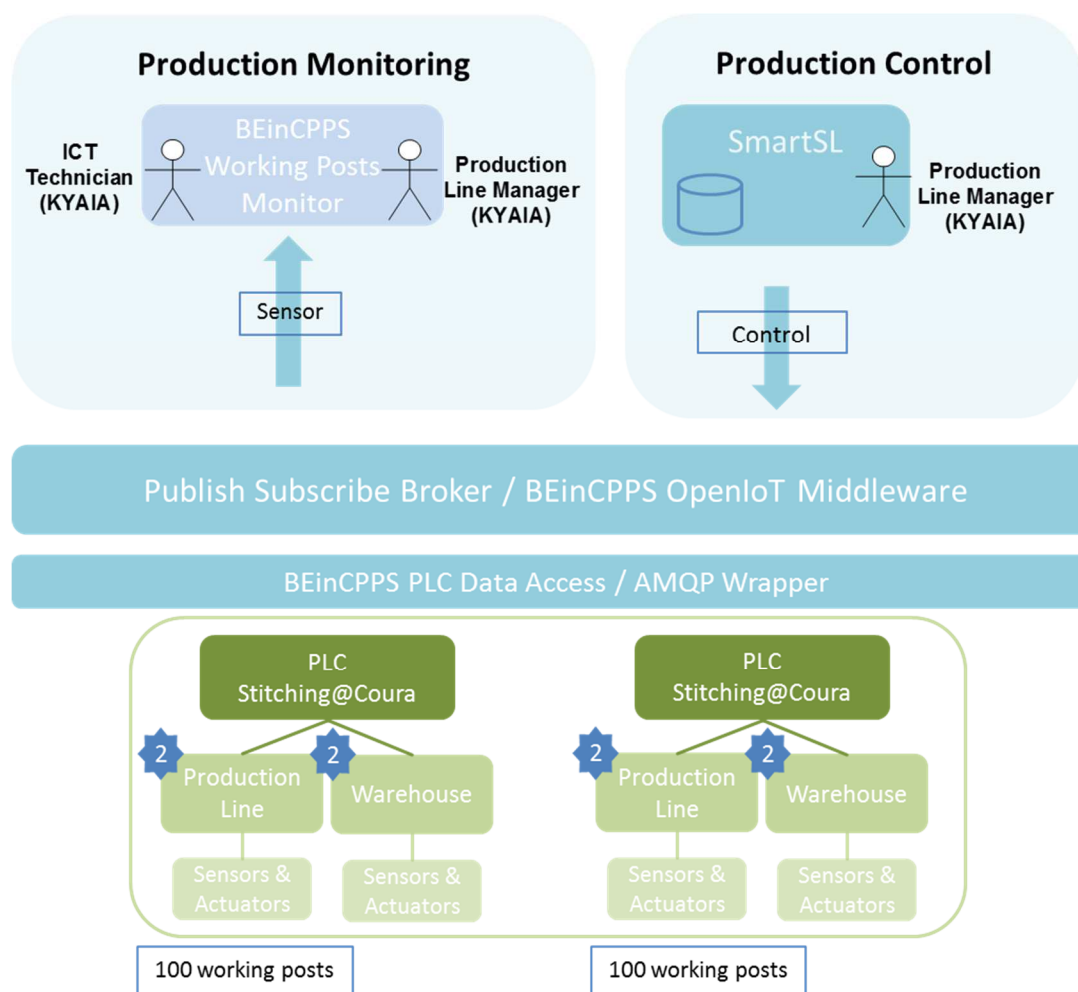 Production Monitoring
BEinCPPS
Working Posts
Monitor
ICT
Technician
(KYAIA)
Production
Line Manager
(KYAIA)
Sensor
Production Control
SmartSL
Production
Line Manager
(KYAIA)
Control
Publish Subscribe Broker / BEinCPPS OpenIoT Middleware
BEinCPPS PLC Data Access / AMQP Wrapper
PLC
Stitching@Coura
2
Production
Line
2
Warehouse
Sensors &
Actuators
Sensors &
Actuators
100 working posts
PLC
Stitching@Coura
2
Production
Line
2
Warehouse
Sensors &
Actuators
Sensors &
Actuators
100 working posts